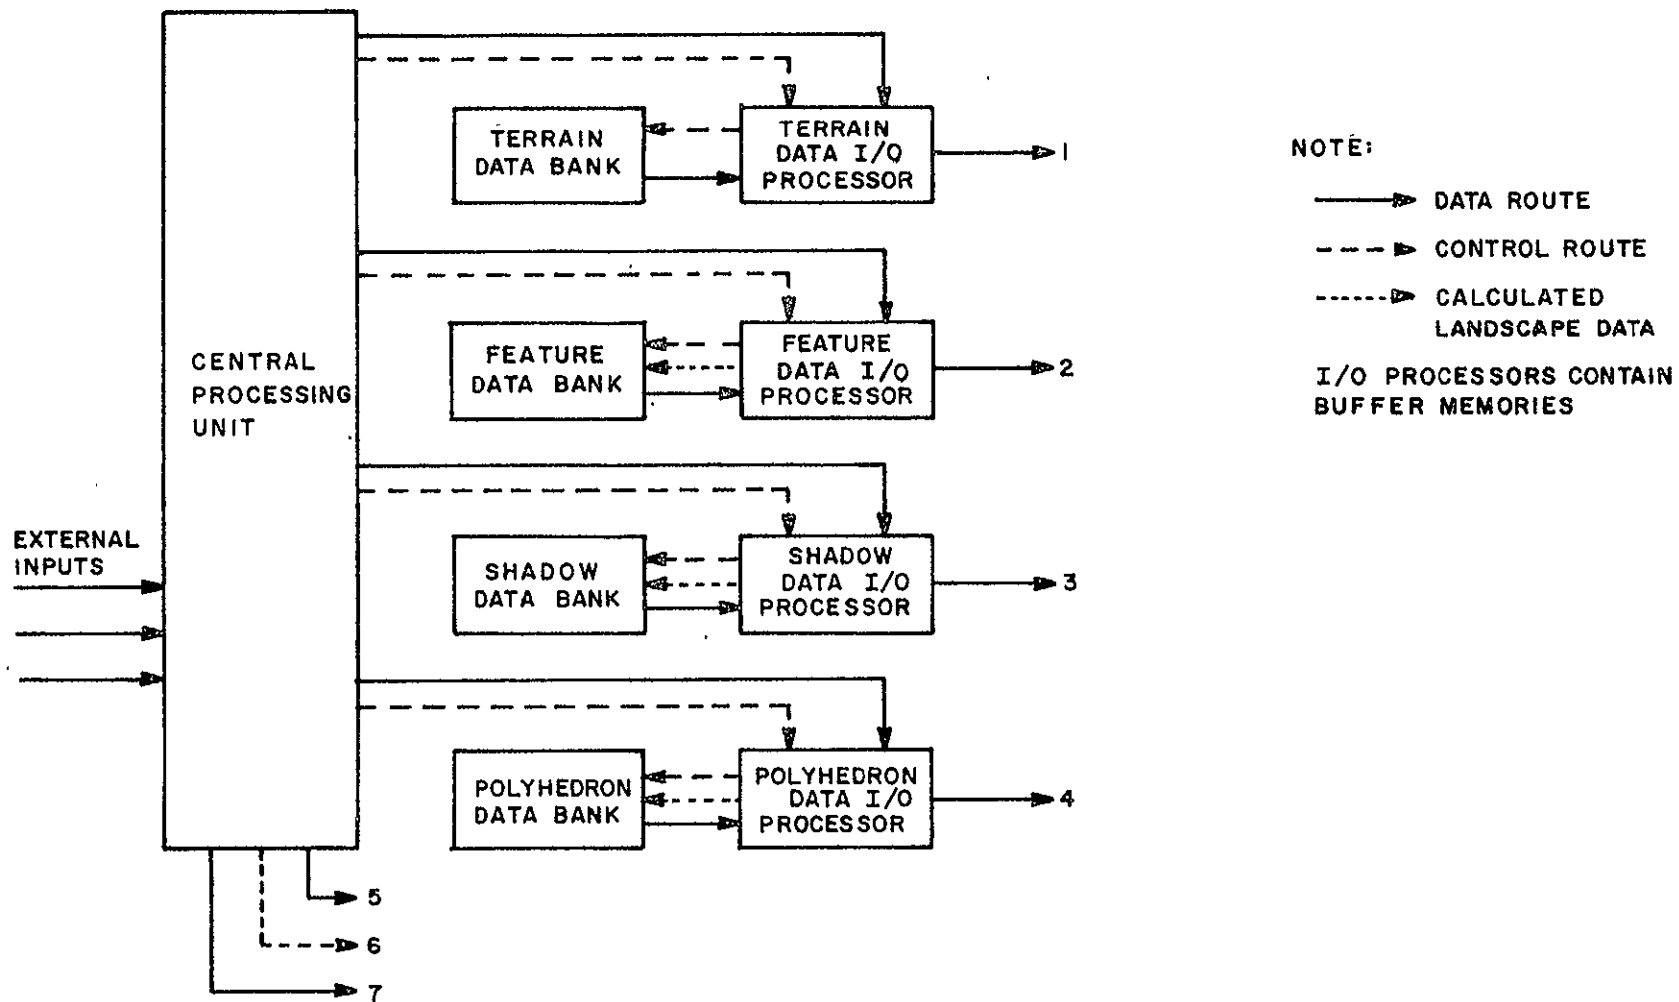 CENTRAL
PROCESSING
UNIT
EXTERNAL
INPUTS
TERRAIN
DATA BANK
TERRAIN
DATA I/O
PROCESSOR
1
FEATURE
DATA BANK
FEATURE
DATA I/O
PROCESSOR
2
SHADOW
DATA BANK
SHADOW
DATA I/O
PROCESSOR
3
POLYHEDRON
DATA BANK
POLYHEDRON
DATA I/O
PROCESSOR
4
5
6
7
NOTE:
DATA ROUTE
CONTROL ROUTE
CALCULATED
LANDSCAPE DATA
I/O PROCESSORS CONTAIN
BUFFER MEMORIES